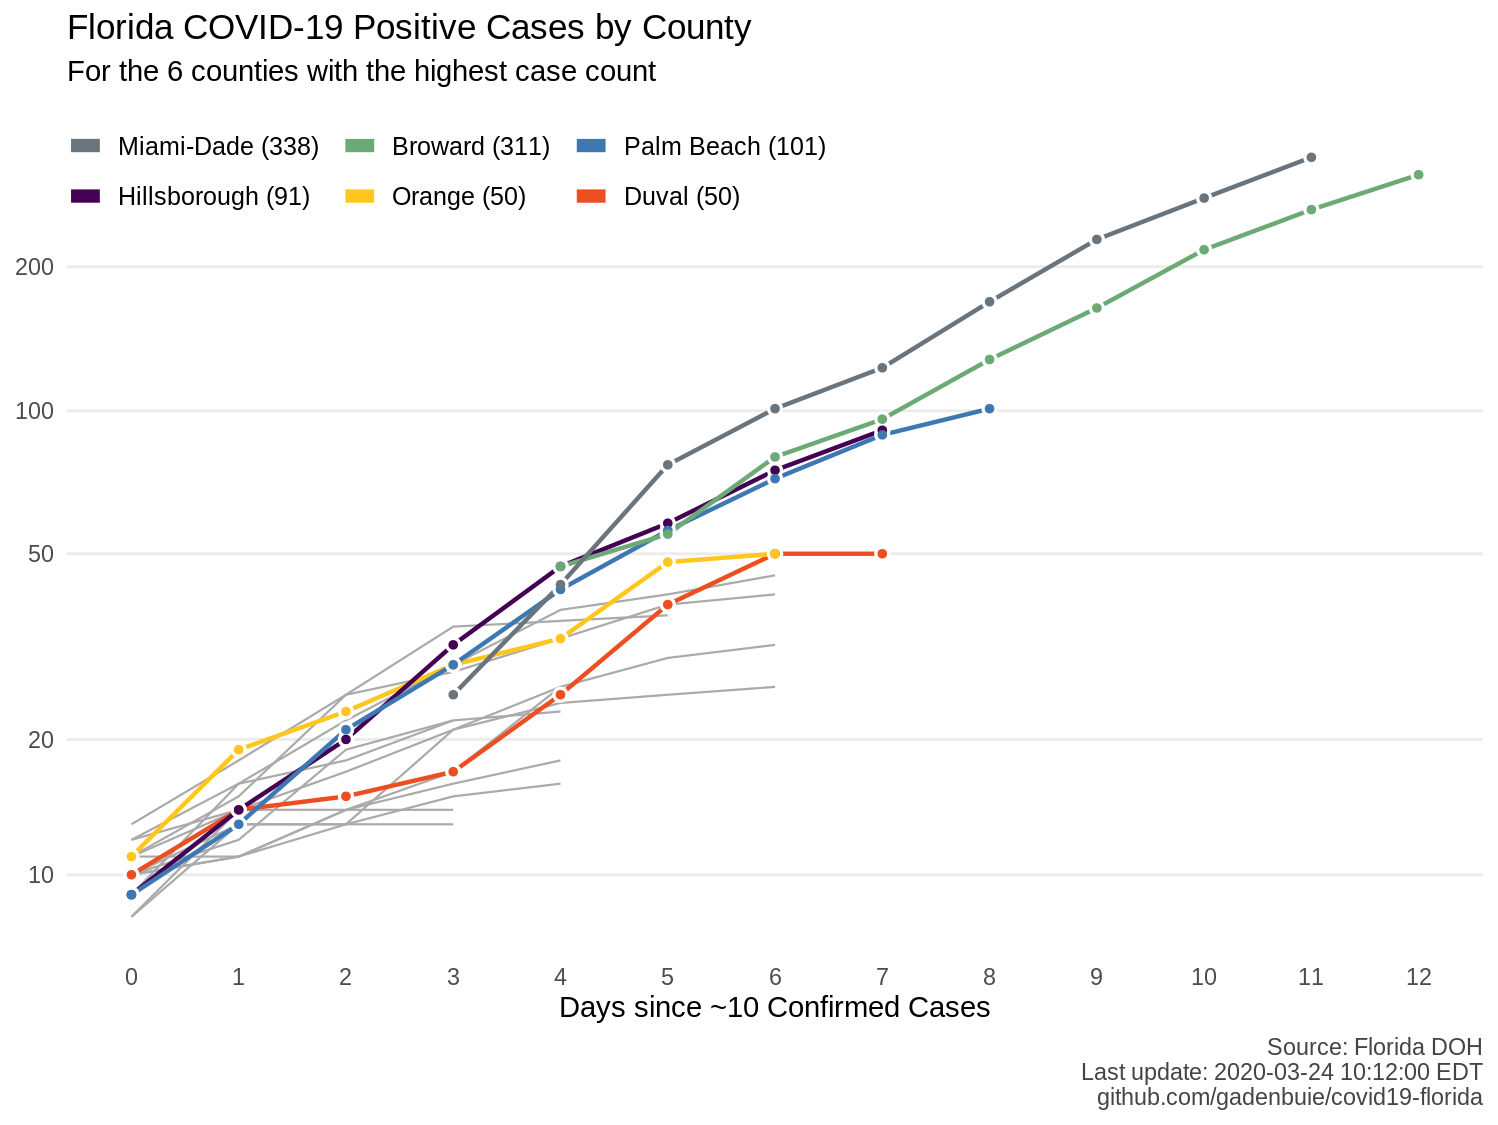 Florida COVID-19 Positive Cases by County
For the 6 counties with the highest case count
Miami-Dade (338) Broward (311) Palm Beach (101)
Hillsborough (91) Orange (50) Duval (50)
200
100
50
20
10
0 1 2 3 4 5 6 7 8 9 10 11 12
Days since ~10 Confirmed Cases
Source: Florida DOH
Last update: 2020-03-24 10:12:00 EDT
github.com/gadenbuie/covid19-florida